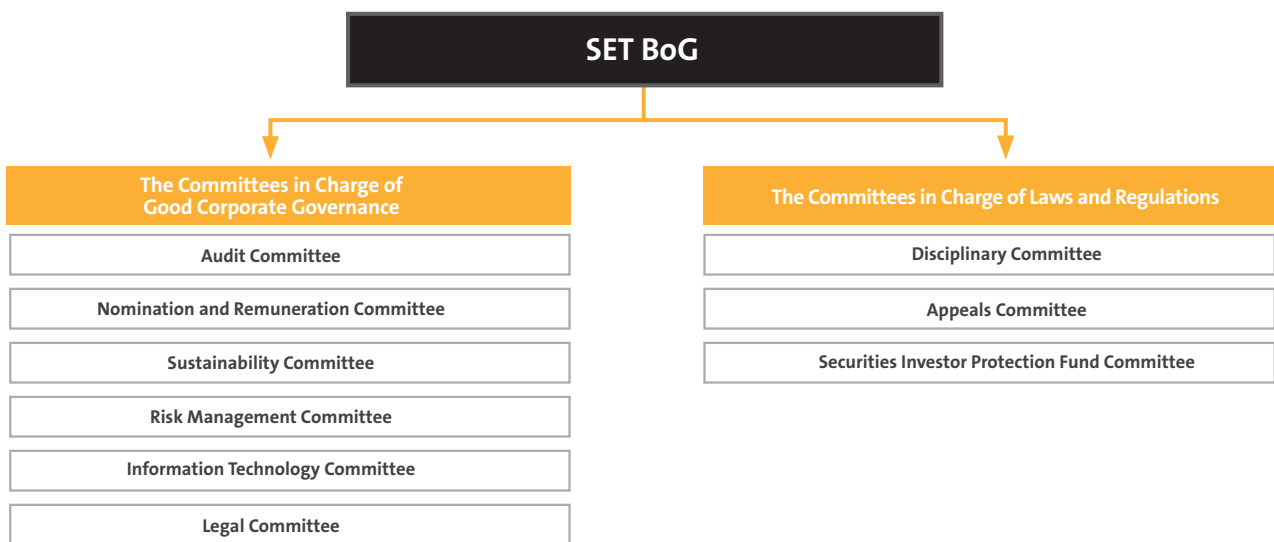 SET BoG
The Committees in Charge of
Good Corporate Governance
Audit Committee
Nomination and Remuneration Committee
Sustainability Committee
Risk Management Committee
Information Technology Committee
Legal Committee
The Committees in Charge of Laws and Regulations
Disciplinary Committee
Appeals Committee
Securities Investor Protection Fund Committee